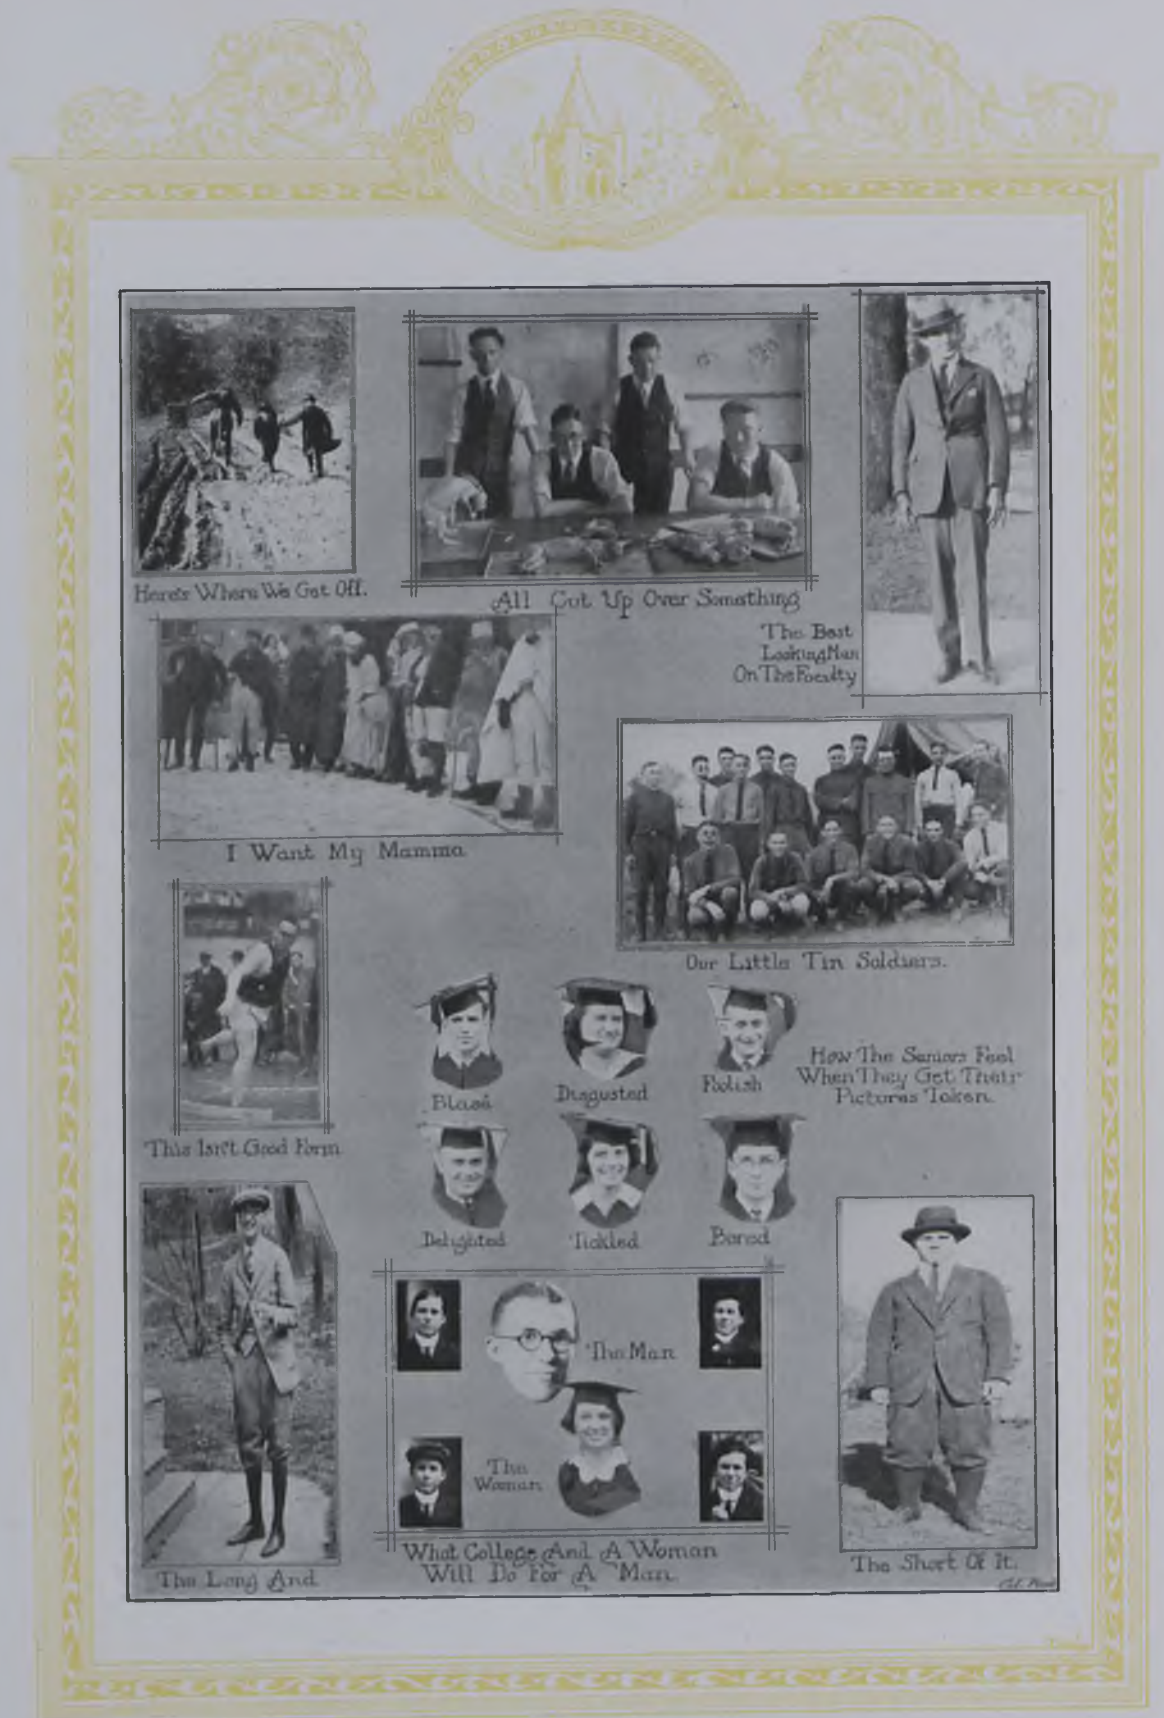 Here's Where We Get Off.
All Cut Up Over Something
The Best
Looking Man
On The Faculty
I Want My Mamma
Our Little Tin Soldiers.
This Isn't Good Form
Blasé
Disgusted
Foolish
How The Seniors Feel
When They Get Their
Pictures Taken.
Delighted
Tickled
Bored
The Man
The
Woman
What College And A Woman
Will Do For A Man.
The Long And
The Short Of It.